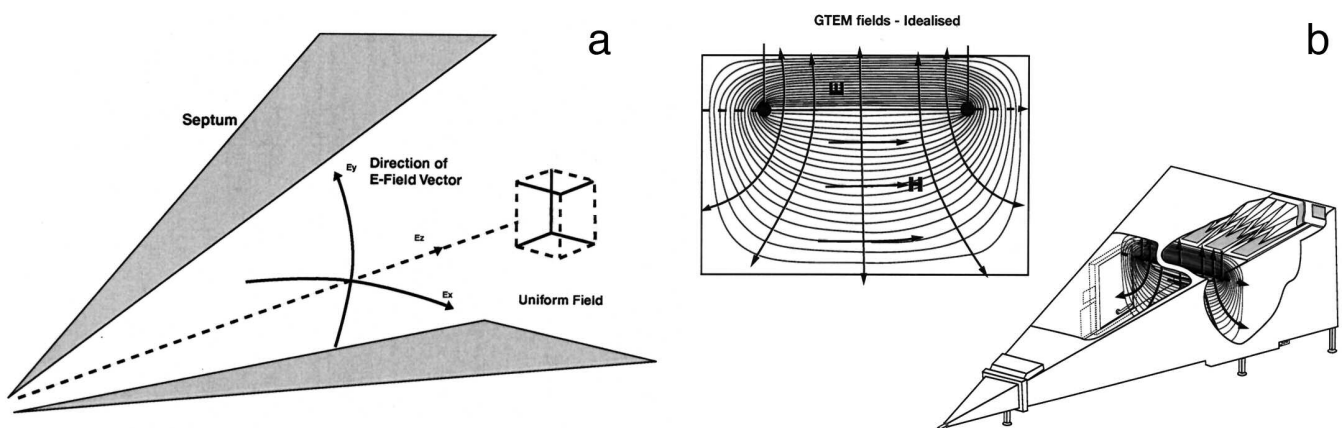 a
Septum
Direction of
E-Field Vector
Ey
Ez
Ex
Uniform Field
GTEM fields - Idealised
b
E
H